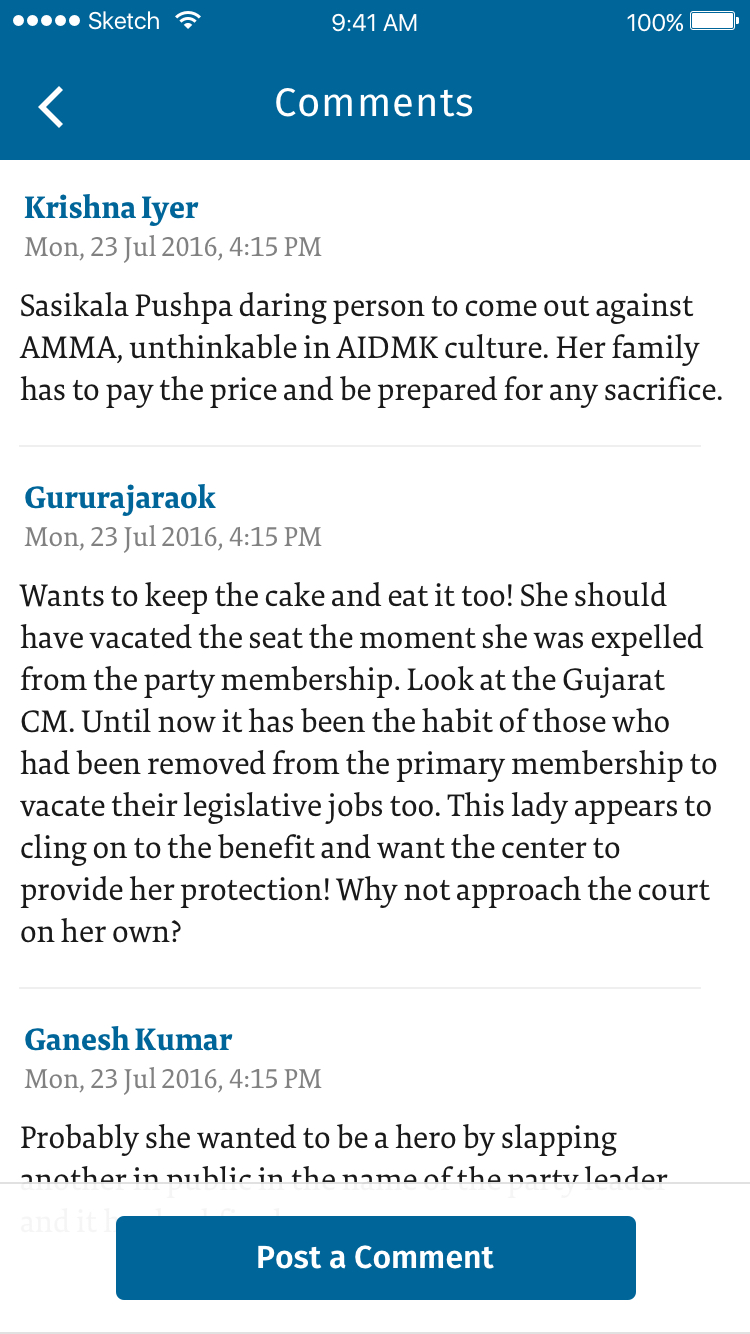 Sketch 9:41 AM 100%
Comments
Krishna Iyer
Mon, 23 Jul 2016, 4:15 PM
Sasikala Pushpa daring person to come out against
AMMA, unthinkable in AIDMK culture. Her family
has to pay the price and be prepared for any sacrifice.
Gururajaraok
Mon, 23 Jul 2016, 4:15 PM
Wants to keep the cake and eat it too! She should
have vacated the seat the moment she was expelled
from the party membership. Look at the Gujarat
CM. Until now it has been the habit of those who
had been removed from the primary membership to
vacate their legislative jobs too. This lady appears to
cling on to the benefit and want the center to
provide her protection! Why not approach the court
on her own?
Ganesh Kumar
Mon, 23 Jul 2016, 4:15 PM
Probably she wanted to be a hero by slapping
another in public in the name of the party leader
and it
Post a Comment